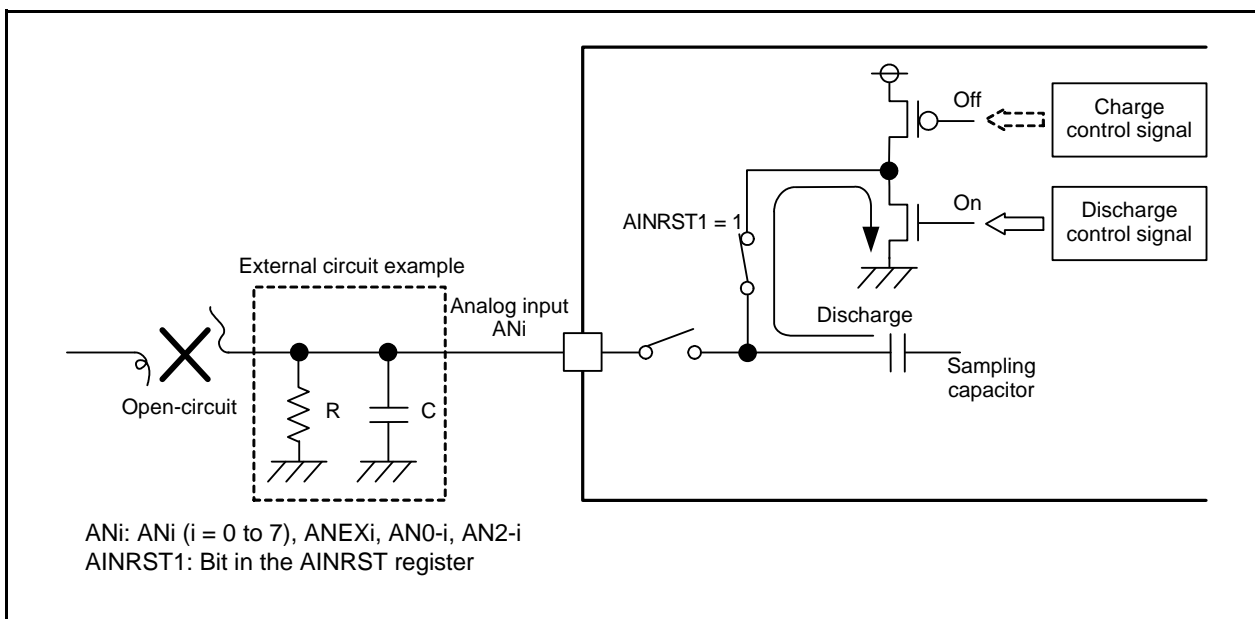 Off
Charge
control signal
AINRST1 = 1
On
Discharge
control signal
External circuit example
Analog input
ANi
Discharge
Sampling
capacitor
Open-circuit
R
C
ANi: ANi (i = 0 to 7), ANEXi, AN0-i, AN2-i
AINRST1: Bit in the AINRST register